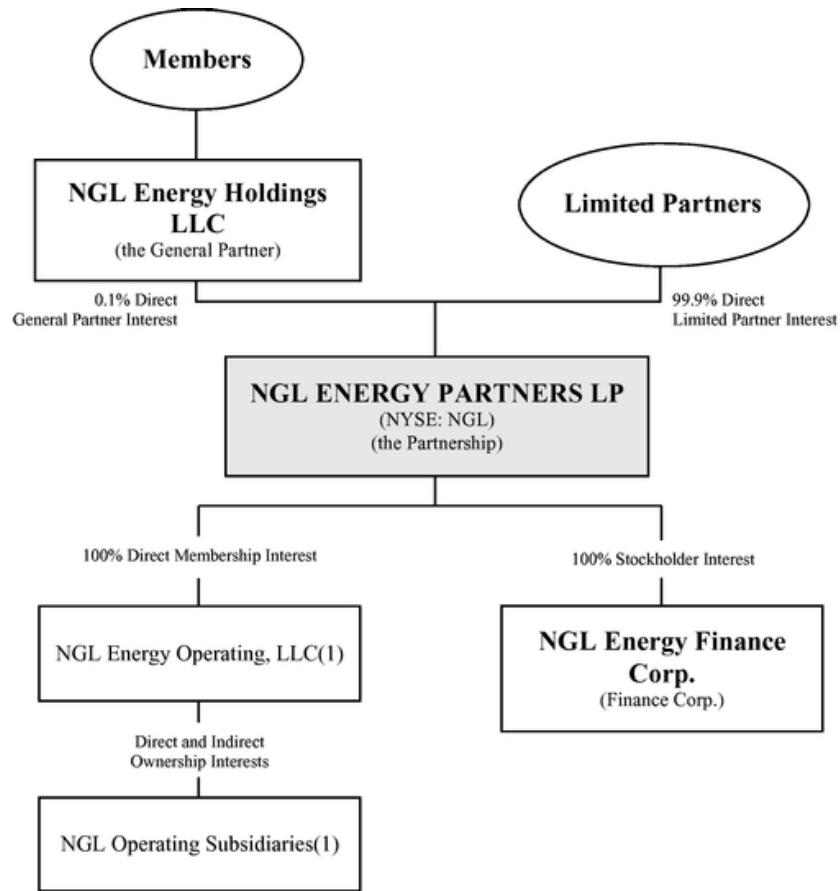 Members
NGL Energy Holdings
LLC
(the General Partner)
Limited Partners
0.1% Direct
General Partner Interest
99.9% Direct
Limited Partner Interest
NGL ENERGY PARTNERS LP
(NYSE: NGL)
(the Partnership)
100% Direct Membership Interest
100% Stockholder Interest
NGL Energy Operating, LLC(1)
NGL Energy Finance
Corp.
(Finance Corp.)
Direct and Indirect
Ownership Interests
NGL Operating Subsidiaries(1)